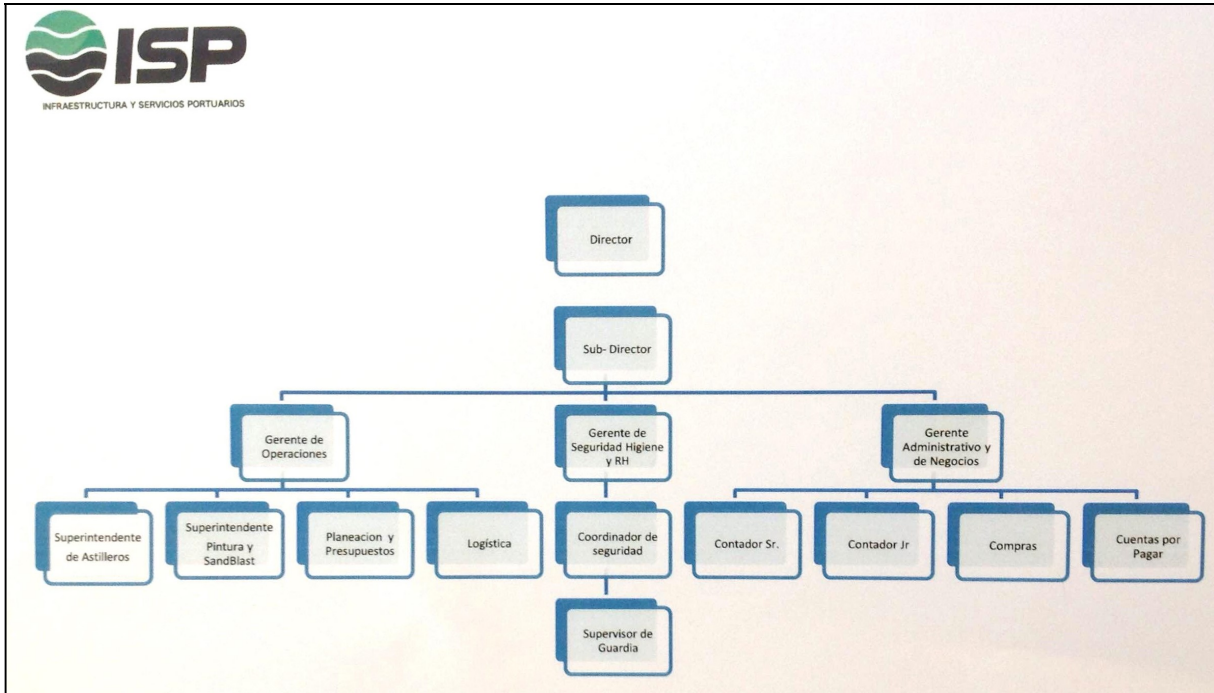 ISP
INFRAESTRUCTURA Y SERVICIOS PORTUARIOS
Director
Sub- Director
Gerente de
Operaciones
Gerente de
Seguridad Higiene
y RH
Gerente
Administrativo y
de Negocios
Superintendente
de Astilleros
Superintendente
Pintura y
SandBlast
Planeacion y
Presupuestos
Logística
Coordinador de
seguridad
Contador Sr.
Contador Jr
Compras
Cuentas por
Pagar
Supervisor de
Guardia